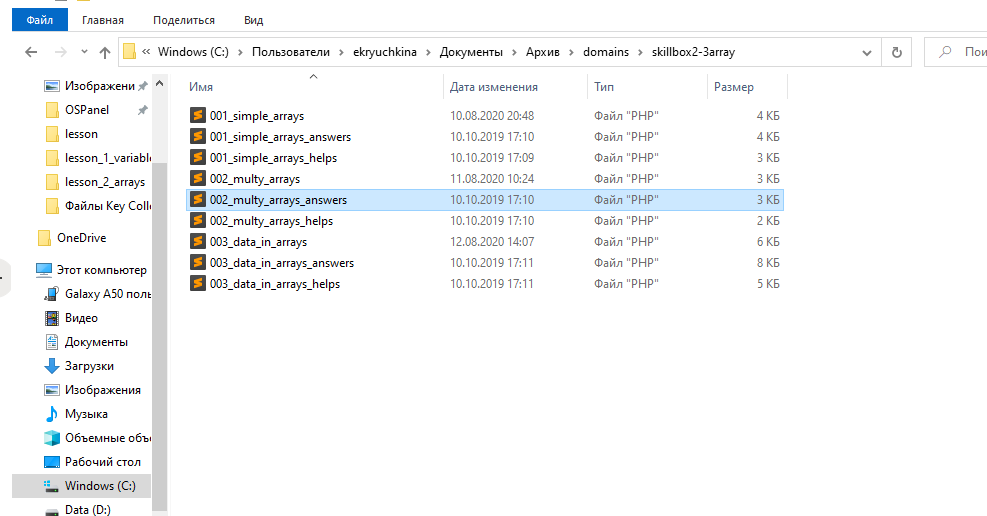 Файл Главная Поделиться Вид
« Windows (C:) › Пользователи › ekryuchkina › Документы › Архив › domains › skillbox2-3array
Изображени
OSPanel
lesson
lesson_1_variable
lesson_2_arrays
Файлы Key Colle
OneDrive
Этот компьютер
Galaxy A50 поль
Видео
Документы
Загрузки
Изображения
Музыка
Объемные объе
Рабочий стол
Windows (C:)
Data (D:)
Имя Дата изменения Тип Размер
001_simple_arrays 10.08.2020 20:48 Файл "PHP" 4 КБ
001_simple_arrays_answers 10.10.2019 17:10 Файл "PHP" 4 КБ
001_simple_arrays_helps 10.10.2019 17:09 Файл "PHP" 3 КБ
002_multy_arrays 11.08.2020 10:24 Файл "PHP" 3 КБ
002_multy_arrays_answers 10.10.2019 17:10 Файл "PHP" 3 КБ
002_multy_arrays_helps 10.10.2019 17:10 Файл "PHP" 2 КБ
003_data_in_arrays 12.08.2020 14:07 Файл "PHP" 6 КБ
003_data_in_arrays_answers 10.10.2019 17:11 Файл "PHP" 8 КБ
003_data_in_arrays_helps 10.10.2019 17:11 Файл "PHP" 5 КБ